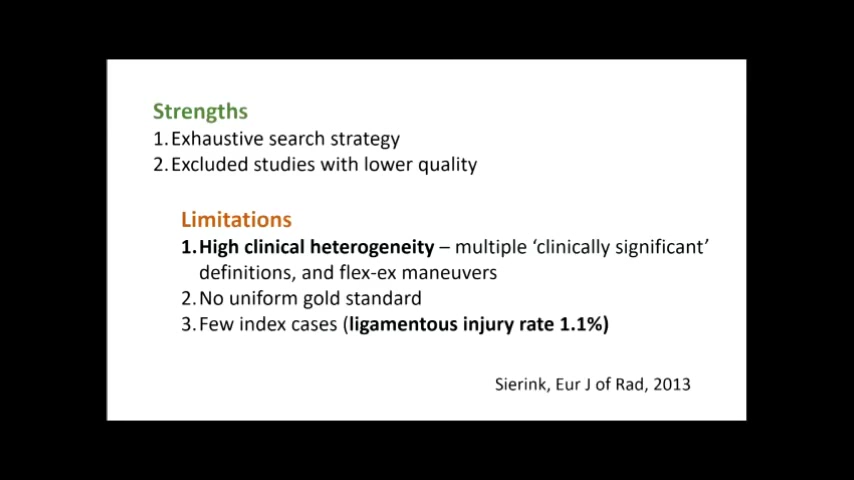 Strengths
1. Exhaustive search strategy
2. Excluded studies with lower quality
Limitations
1. High clinical heterogeneity – multiple ‘clinically significant’
definitions, and flex-ex maneuvers
2. No uniform gold standard
3. Few index cases (ligamentous injury rate 1.1%)
Sierink, Eur J of Rad, 2013